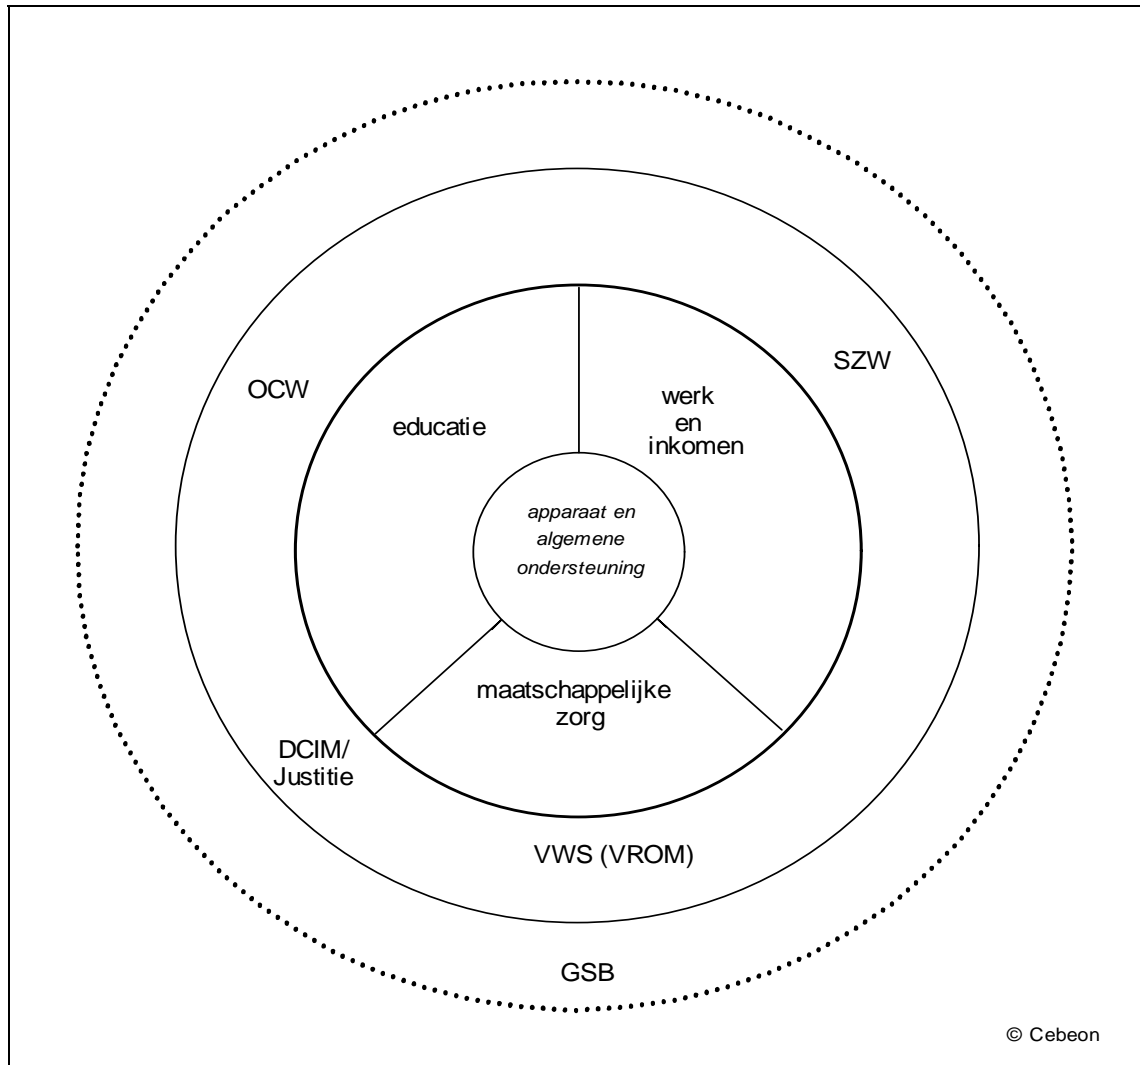 SZW
OCW
werk
en
inkomen
educatie
apparaat en
algemene
ondersteuning
maatschappelijke
zorg
DCIM/
Justitie
VWS (VROM)
GSB
© Cebeon